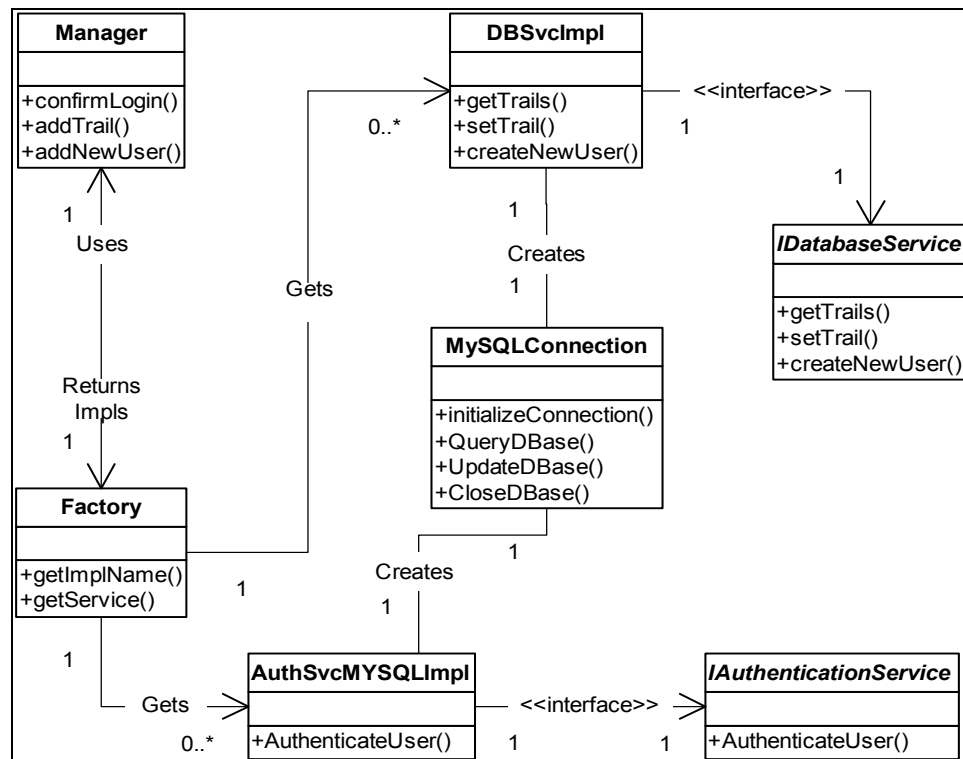 Manager
+confirmLogin()
+addTrail()
+addNewUser()
DBSvcImpl
+getTrails()
+setTrail()
+createNewUser()
<<interface>>
1
1
0..*
1
Uses
Returns
Impls
1
Gets
1
Creates
1
IDatabaseService
+getTrails()
+setTrail()
+createNewUser()
MySQLConnection
+initializeConnection()
+QueryDBase()
+UpdateDBase()
+CloseDBase()
Factory
+getImplName()
+getService()
1
1
Creates
1
1
Gets
0..*
AuthSvcMYSQLImpl
+AuthenticateUser()
<<interface>>
1
1
IAuthenticationService
+AuthenticateUser()